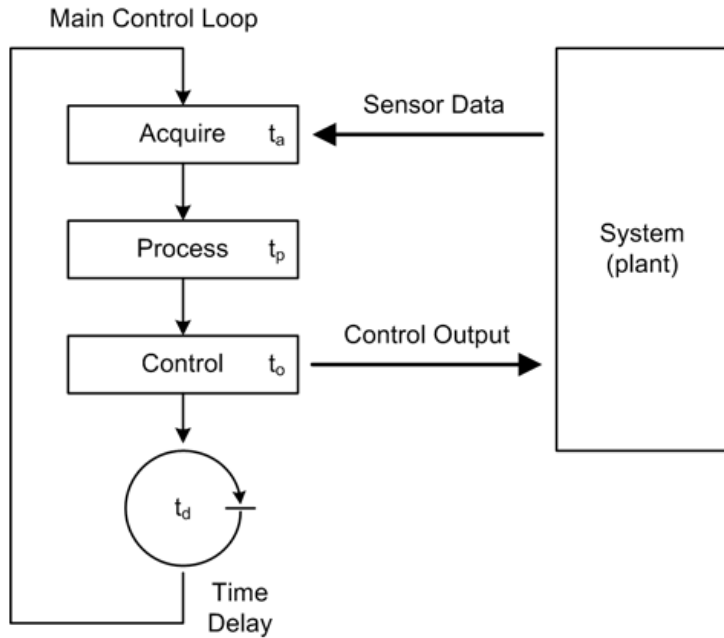 Main Control Loop
Acquire t_a
Sensor Data
Process t_p
System
(plant)
Control t_o
Control Output
t_d
Time
Delay